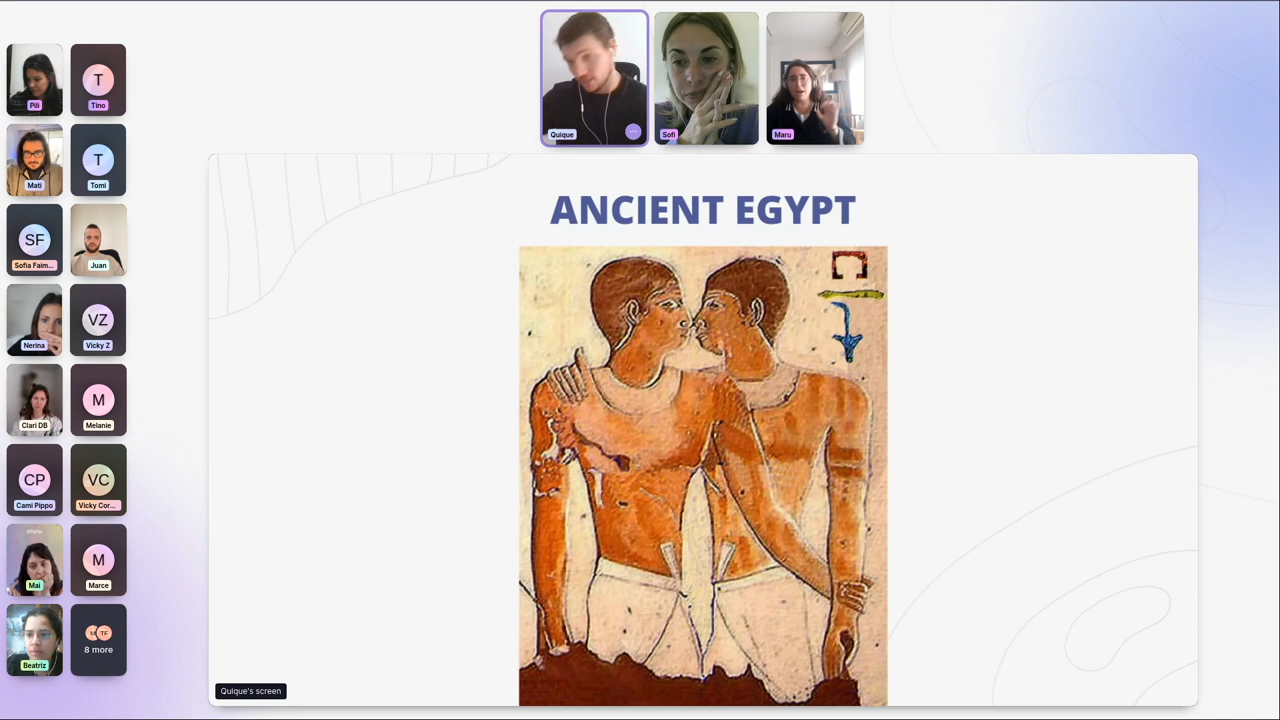 Quique
Sofi
Maru
Pili
T
Tino
Mati
T
Tomi
SF
Sofia Faim...
Juan
Nerina
VZ
Vicky Z
Clari DB
M
Melanie
CP
Cami Pippo
VC
Vicky Cor...
Mai
M
Marce
Beatriz
M
TF
8 more
ANCIENT EGYPT
Quique's screen